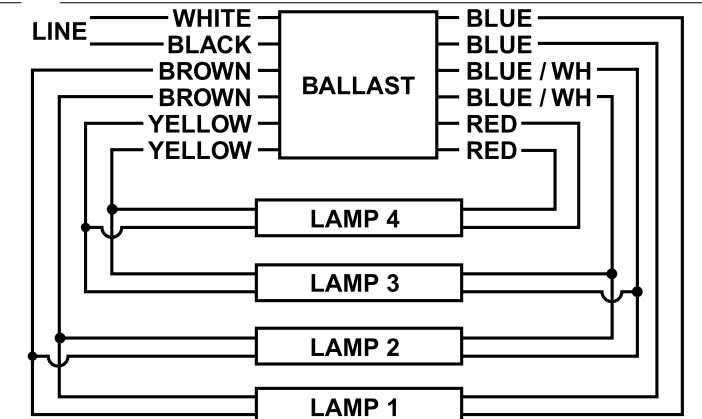 LINE
WHITE
BLACK
BROWN
BROWN
YELLOW
YELLOW
BALLAST
BLUE
BLUE
BLUE / WH
BLUE / WH
RED
RED
LAMP 4
LAMP 3
LAMP 2
LAMP 1